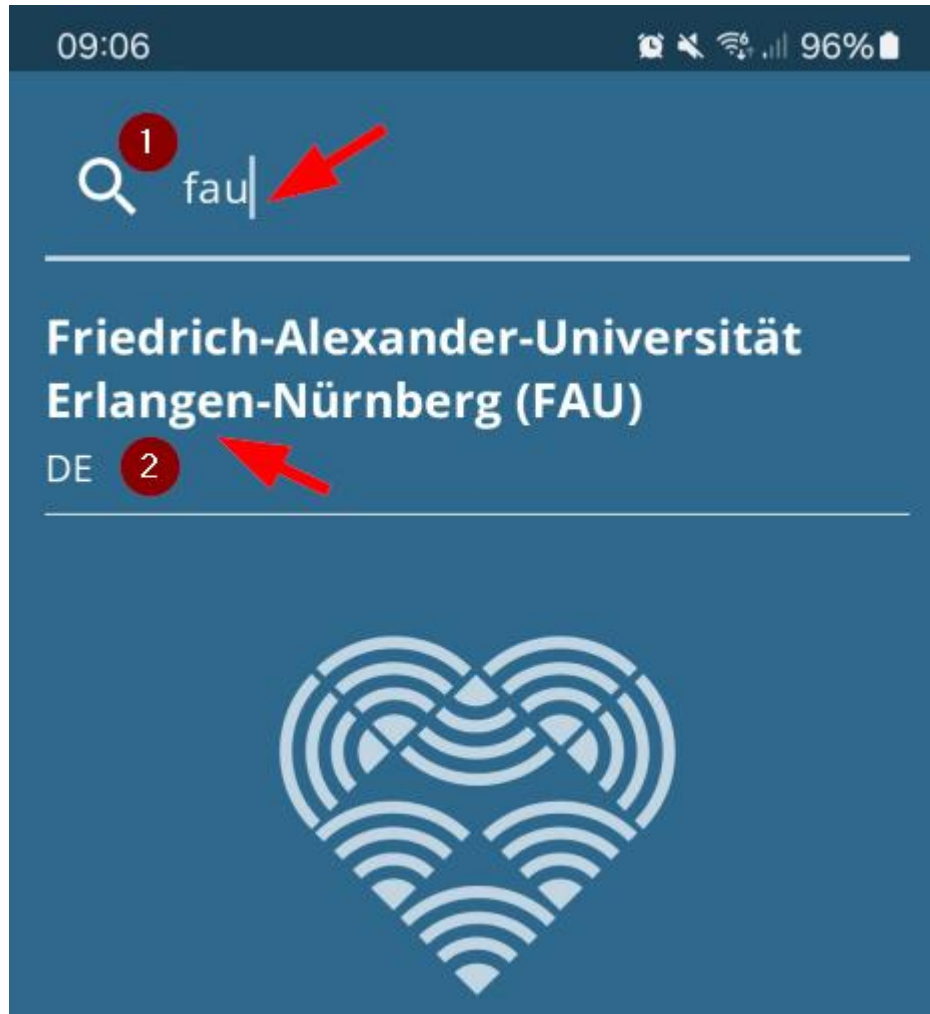 09:06 96%
1
fau
Friedrich-Alexander-Universität
Erlangen-Nürnberg (FAU)
DE 2